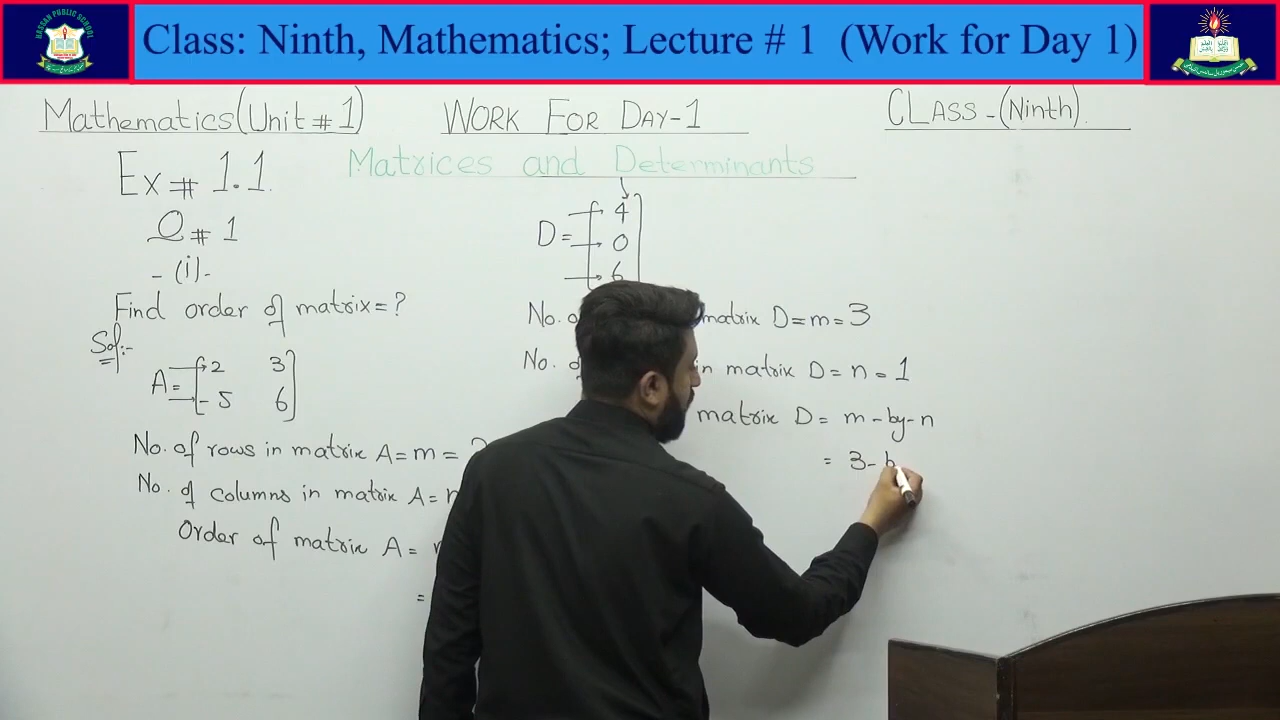 HASSAN PUBLIC SCHOOL
Class: Ninth, Mathematics; Lecture # 1 (Work for Day 1)
Mathematics(Unit # 1)
WORK FOR DAY-1
CLASS-(Ninth).
Matrices and Determinants
Ex # 1.1
Q # 1
-(i)-
Find order of matrix=?
Sol:-
A = [2 3
-5 6]
No. of rows in matrix A=m=
No. of columns in matrix A=
Order of matrix A =
=
D = [4
0
6]
No. matrix D=m=3
No. in matrix D=n=1
matrix D= m-by-n
= 3-b